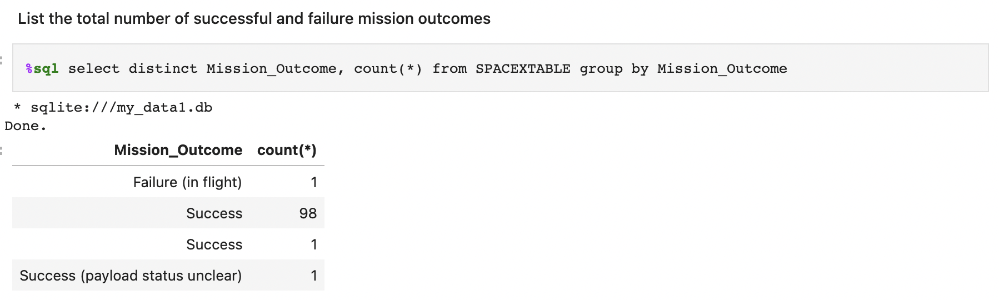 List the total number of successful and failure mission outcomes
%sql select distinct Mission_Outcome, count(*) from SPACEXTABLE group by Mission_Outcome
* sqlite:///my_data1.db
Done.
Mission_Outcome count(*)
Failure (in flight) 1
Success 98
Success 1
Success (payload status unclear) 1